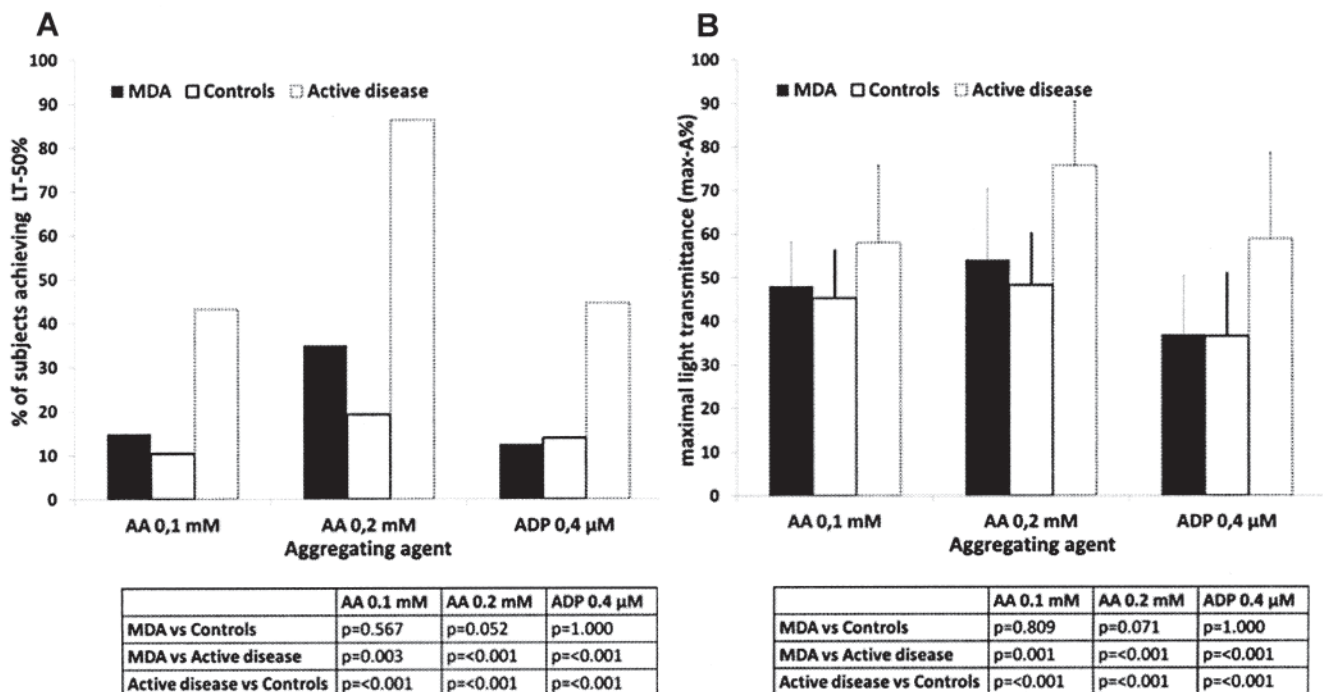 A
100
90
80
70
60
50
40
30
20
10
0
% of subjects achieving LT-50%
MDA Controls Active disease
AA 0,1 mM AA 0,2 mM ADP 0,4 µM
Aggregating agent
AA 0.1 mM AA 0.2 mM ADP 0.4 µM
MDA vs Controls p=0.567 p=0.052 p=1.000
MDA vs Active disease p=0.003 p=<0.001 p=<0.001
Active disease vs Controls p=<0.001 p=<0.001 p=<0.001
B
100
90
80
70
60
50
40
30
20
10
0
maximal light transmittance (max-A%)
MDA Controls Active disease
AA 0,1 mM AA 0,2 mM ADP 0,4 µM
Aggregating agent
AA 0.1 mM AA 0.2 mM ADP 0.4 µM
MDA vs Controls p=0.809 p=0.071 p=1.000
MDA vs Active disease p=0.001 p=<0.001 p=<0.001
Active disease vs Controls p=<0.001 p=<0.001 p=<0.001